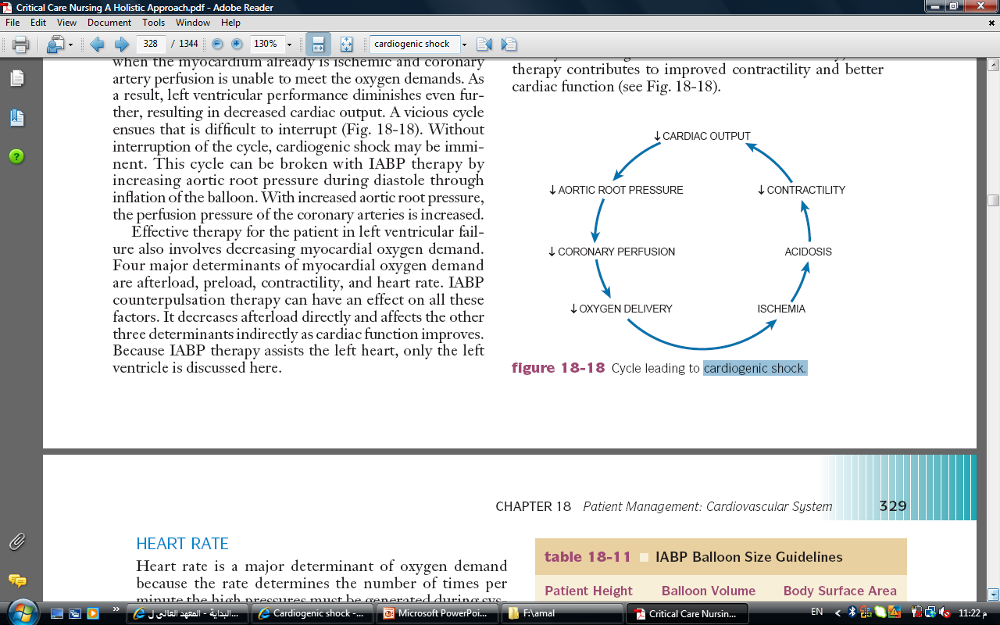 Critical Care Nursing A Holistic Approach.pdf - Adobe Reader
File Edit View Document Tools Window Help
328 / 1344 130% cardiogenic shock
when the myocardium already is ischemic and coronary
artery perfusion is unable to meet the oxygen demands. As
a result, left ventricular performance diminishes even fur-
ther, resulting in decreased cardiac output. A vicious cycle
ensues that is difficult to interrupt (Fig. 18-18). Without
interruption of the cycle, cardiogenic shock may be immi-
nent. This cycle can be broken with IABP therapy by
increasing aortic root pressure during diastole through
inflation of the balloon. With increased aortic root pressure,
the perfusion pressure of the coronary arteries is increased.
Effective therapy for the patient in left ventricular fail-
ure also involves decreasing myocardial oxygen demand.
Four major determinants of myocardial oxygen demand
are afterload, preload, contractility, and heart rate. IABP
counterpulsation therapy can have an effect on all these
factors. It decreases afterload directly and affects the other
three determinants indirectly as cardiac function improves.
Because IABP therapy assists the left heart, only the left
ventricle is discussed here.
therapy contributes to improved contractility and better
cardiac function (see Fig. 18-18).
↓ CARDIAC OUTPUT
↓ AORTIC ROOT PRESSURE
↓ CONTRACTILITY
↓ CORONARY PERFUSION
ACIDOSIS
↓ OXYGEN DELIVERY
ISCHEMIA
figure 18-18 Cycle leading to cardiogenic shock.
CHAPTER 18 Patient Management: Cardiovascular System 329
HEART RATE
Heart rate is a major determinant of oxygen demand
because the rate determines the number of times per
minute the high pressures must be generated during sys-
table 18-11 IABP Balloon Size Guidelines
Patient Height Balloon Volume Body Surface Area
البداية - المعهد العالى ل...
Cardiogenic shock -...
Microsoft PowerPoi...
F:\amal
Critical Care Nursin...
EN
11:22 م